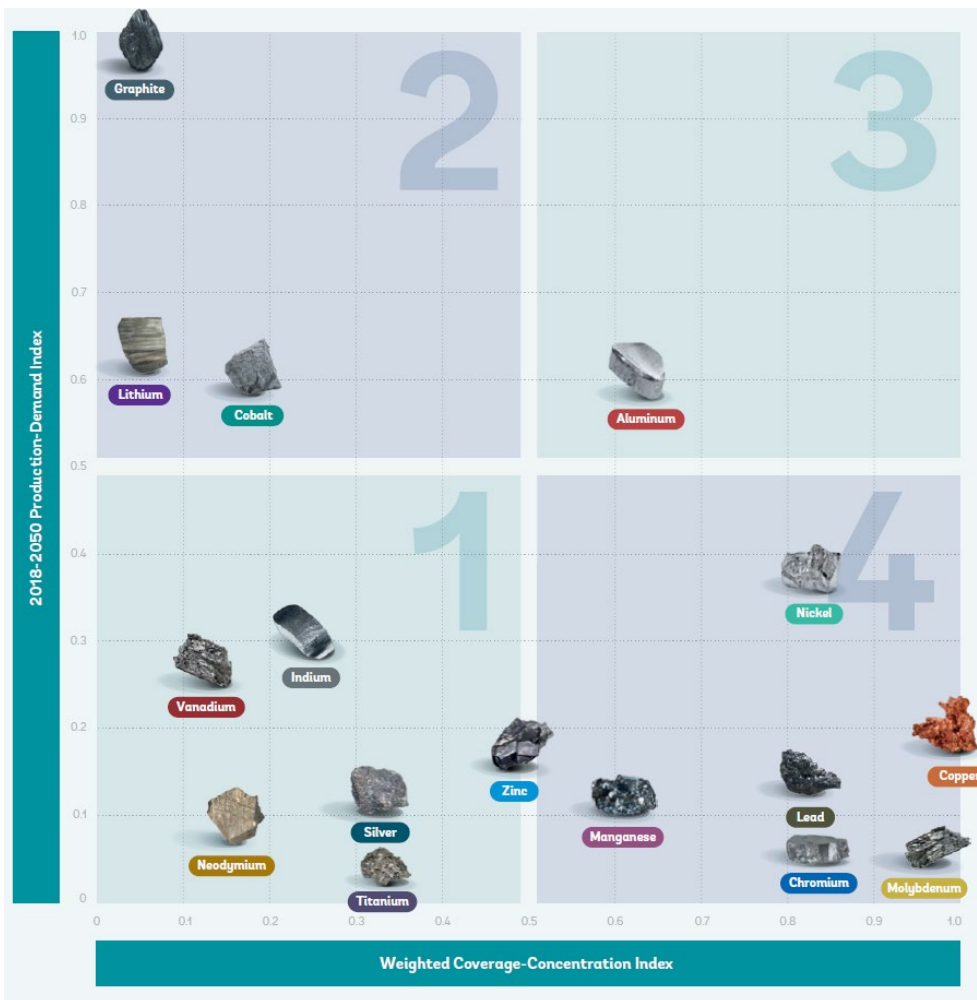 2018-2050 Production-Demand Index
1.0
0.9
0.8
0.7
0.6
0.5
0.4
0.3
0.2
0.1
0
2
3
1
4
Graphite
Lithium
Cobalt
Aluminum
Nickel
Indium
Vanadium
Copper
Zinc
Lead
Silver
Manganese
Neodymium
Chromium
Molybdenum
Titanium
0 0.1 0.2 0.3 0.4 0.5 0.6 0.7 0.8 0.9 1.0
Weighted Coverage-Concentration Index